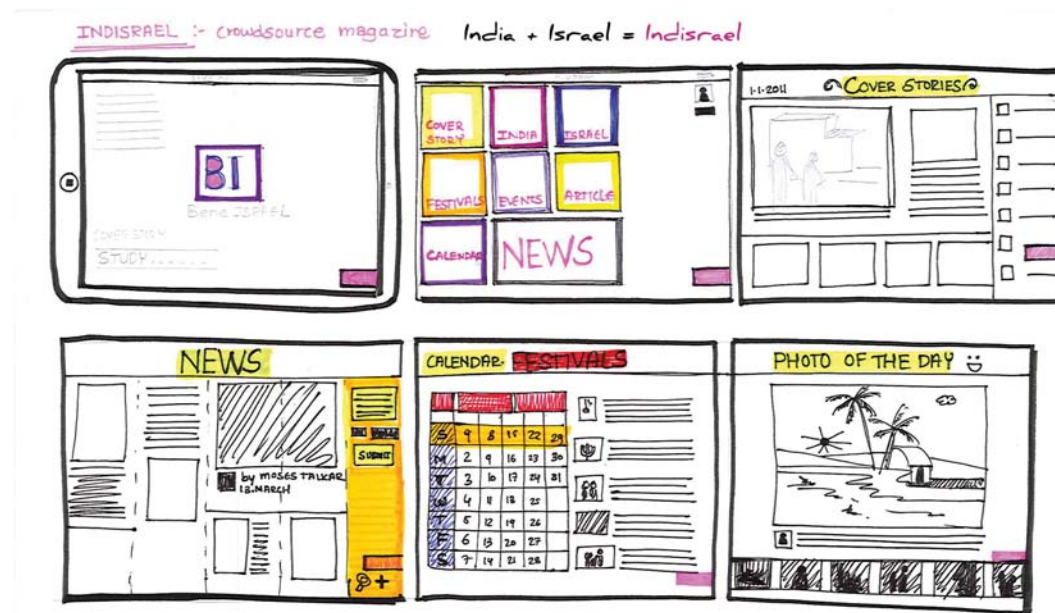 INDISRAEL :- crowdsource magazine
India + Israel = Indisrael
BI
Bene ISRAEL
COVER STORY
STUDY......
COVER STORY
INDIA
ISRAEL
FESTIVALS
EVENTS
ARTICLE
CALENDAR
NEWS
1-1-2011
COVER STORIES
NEWS
by MOSES TALKAR
13.MARCH
SUBMIT
CALENDAR- FESTIVALS
S 9 8 15 22 29
M 2 9 16 23 30
T 3 10 17 24 31
W 4 11 18 25
T 5 12 19 26
F 6 13 20 27
S 7 14 21 28
PHOTO OF THE DAY